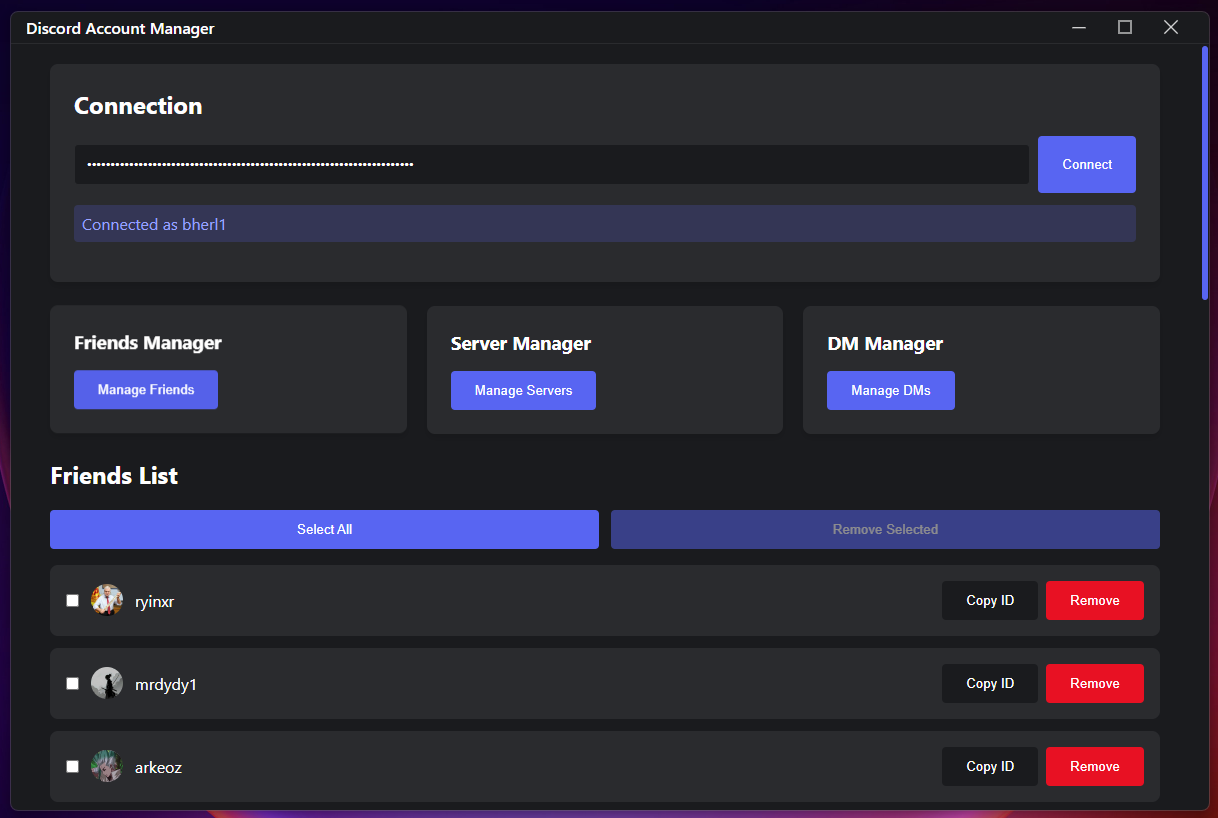 Discord Account Manager
Connection
••••••••••••••••••••••••••••••••••••••••••••••••••••••••••••••••••••••
Connect
Connected as bherl1
Friends Manager
Server Manager
DM Manager
Manage Friends
Manage Servers
Manage DMs
Friends List
Select All
Remove Selected
ryinxr
Copy ID
Remove
mrdydy1
Copy ID
Remove
arkeoz
Copy ID
Remove